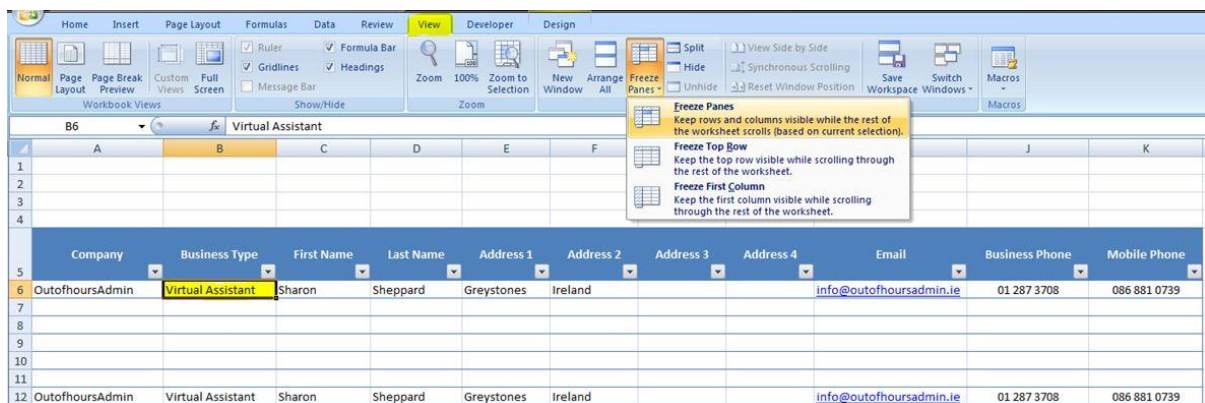 Home Insert Page Layout Formulas Data Review View Developer Design
Normal Page Layout Page Break Preview Custom Views Full Screen
Workbook Views
Ruler Formula Bar
Gridlines Headings
Message Bar
Show/Hide
Zoom 100% Zoom to Selection
Zoom
New Window Arrange All Freeze Panes
Split View Side by Side
Hide Synchronous Scrolling
Unhide Reset Window Position
Save Workspace Switch Windows
Macros
Macros
Freeze Panes
Keep rows and columns visible while the rest of
the worksheet scrolls (based on current selection).
Freeze Top Row
Keep the top row visible while scrolling through
the rest of the worksheet.
Freeze First Column
Keep the first column visible while scrolling
through the rest of the worksheet.
B6 fx Virtual Assistant
A B C D E F J K
1
2
3
4
5 Company Business Type First Name Last Name Address 1 Address 2 Address 3 Address 4 Email Business Phone Mobile Phone
6 OutofhoursAdmin Virtual Assistant Sharon Sheppard Greystones Ireland info@outofhoursadmin.ie 01 287 3708 086 881 0739
7
8
9
10
11
12 OutofhoursAdmin Virtual Assistant Sharon Sheppard Greystones Ireland info@outofhoursadmin.ie 01 287 3708 086 881 0739